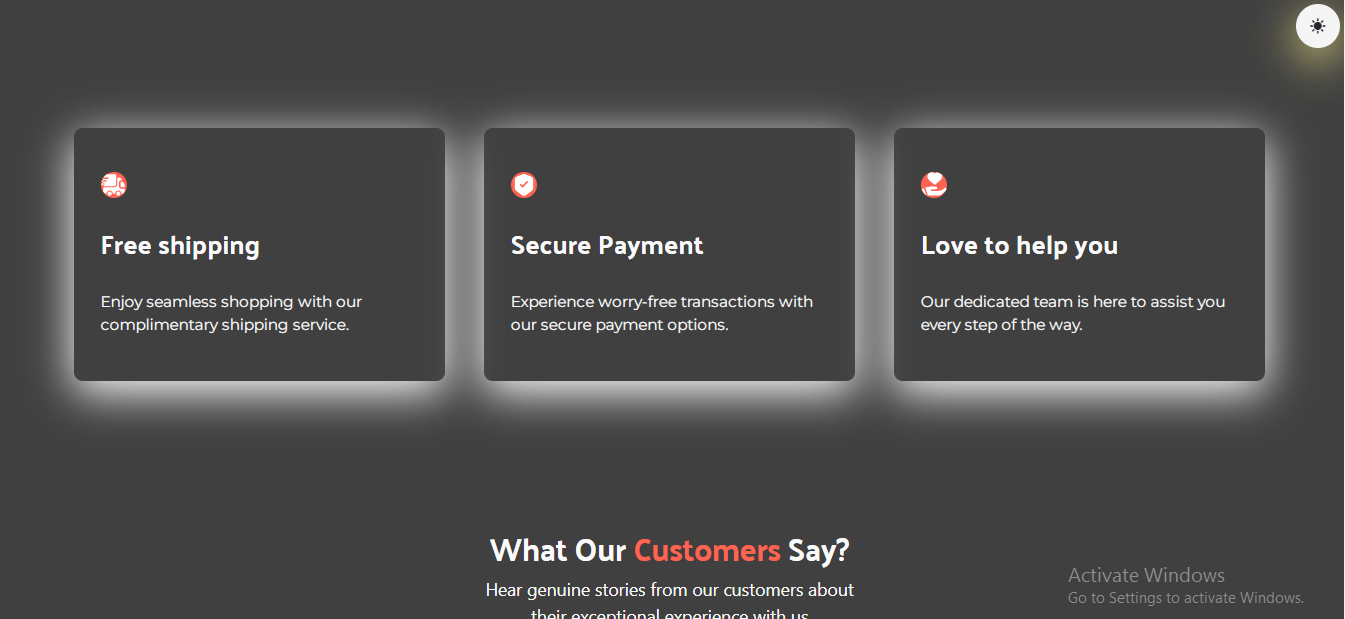 Free shipping
Enjoy seamless shopping with our
complimentary shipping service.
Secure Payment
Experience worry-free transactions with
our secure payment options.
Love to help you
Our dedicated team is here to assist you
every step of the way.
What Our Customers Say?
Hear genuine stories from our customers about
their exceptional experience with us
Activate Windows
Go to Settings to activate Windows.